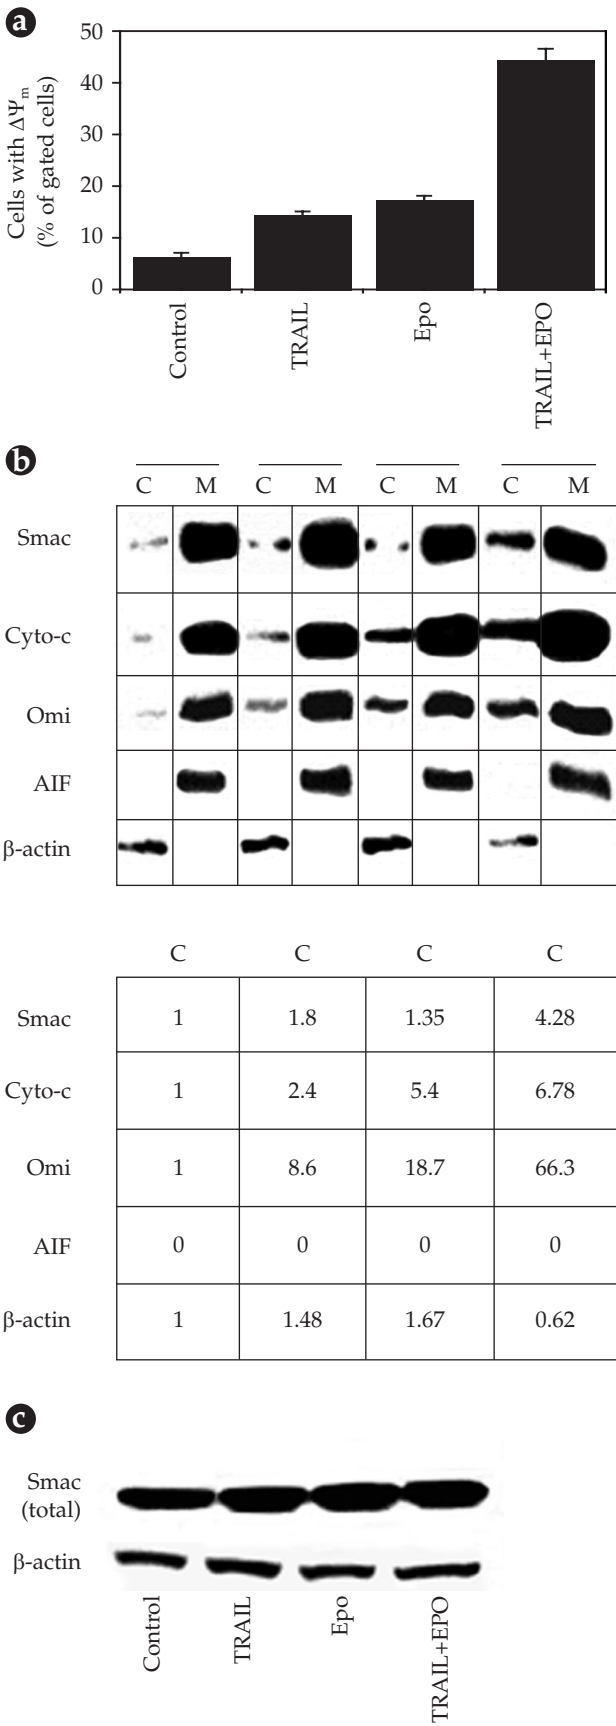 a
Cells with ΔΨm
(% of gated cells)
50
40
30
20
10
0
Control
TRAIL
Epo
TRAIL+EPO
b
C M C M C M C M
Smac
Cyto-c
Omi
AIF
β-actin
C C C C
Smac 1 1.8 1.35 4.28
Cyto-c 1 2.4 5.4 6.78
Omi 1 8.6 18.7 66.3
AIF 0 0 0 0
β-actin 1 1.48 1.67 0.62
c
Smac
(total)
β-actin
Control
TRAIL
Epo
TRAIL+EPO